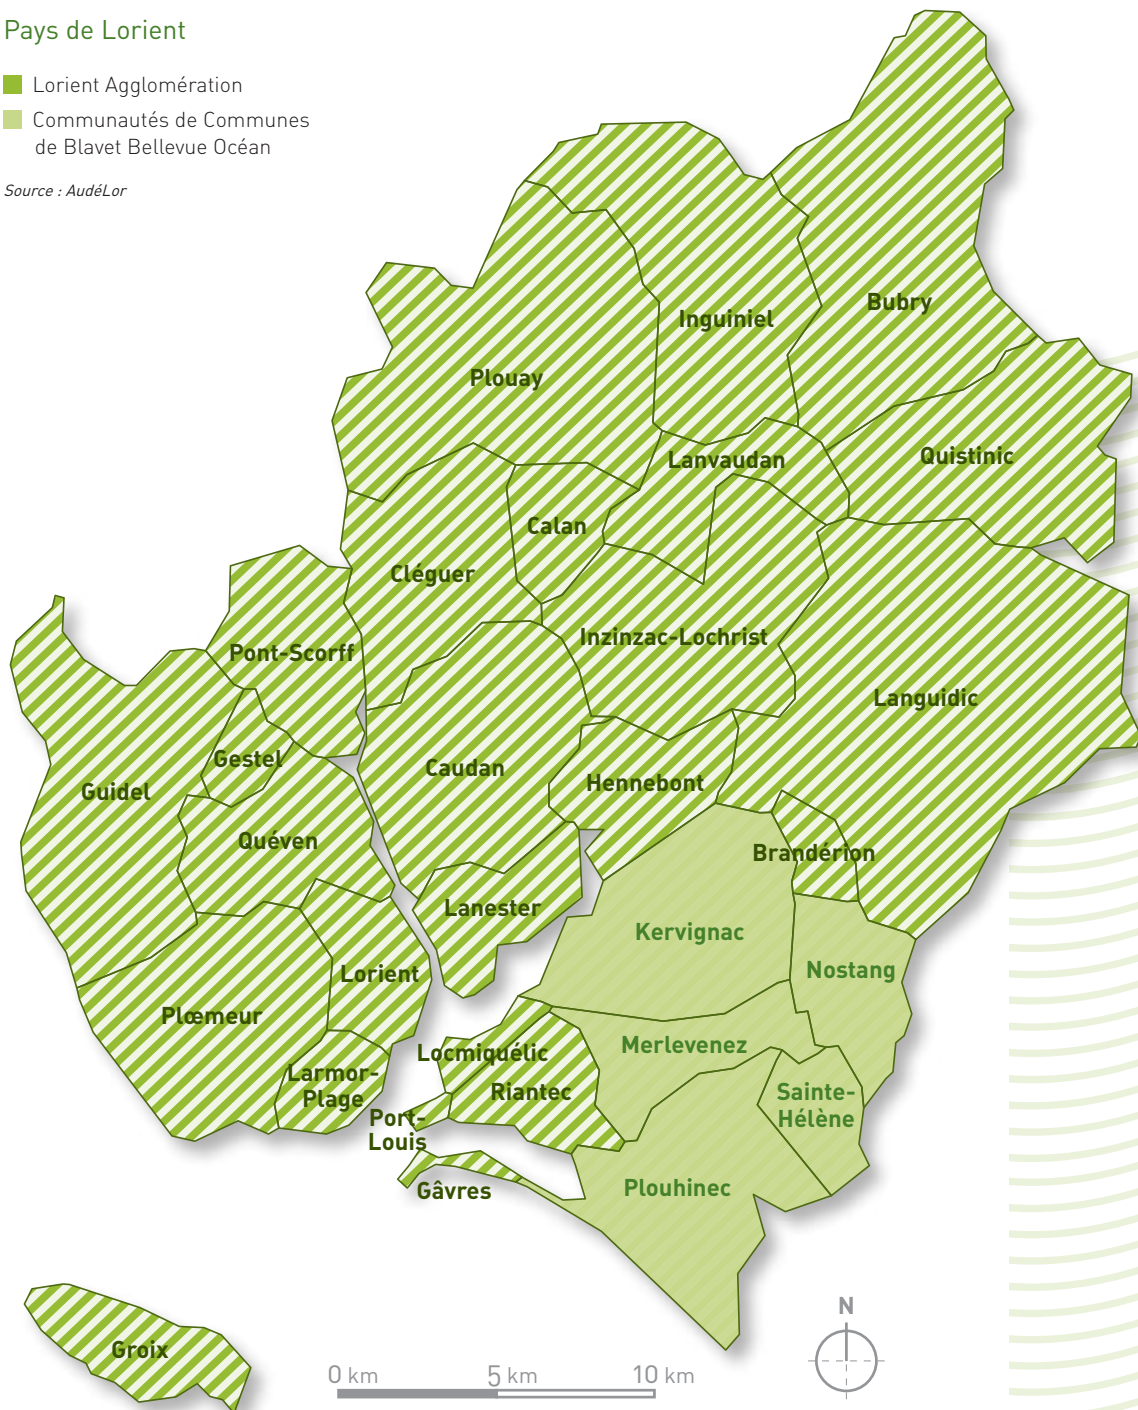 Pays de Lorient
Lorient Agglomération
Communautés de Communes
de Blavet Bellevue Océan
Source : AudéLor
Bubry
Inguiniel
Plouay
Quistinic
Lanvaudan
Calan
Cléguer
Inzinzac-Lochrist
Pont-Scorff
Languidic
Gestel
Caudan
Hennebont
Guidel
Quéven
Brandérion
Lanester
Kervignac
Nostang
Lorient
Plœmeur
Merlevenez
Locmiquélic
Larmor-
Plage
Riantec
Sainte-
Hélène
Port-
Louis
Gâvres
Plouhinec
Groix
N
0 km
5 km
10 km